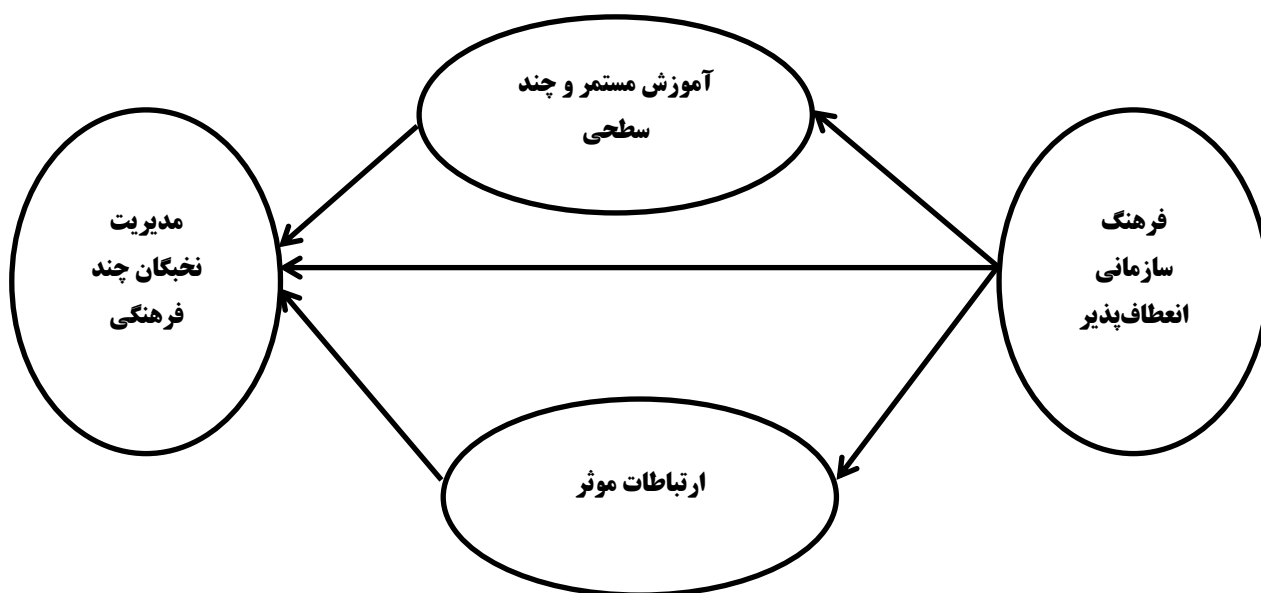 آموزش مستمر و چند
سطحی
فرهنگ
سازمانی
انعطاف‌پذیر
مدیریت
نخبگان چند
فرهنگی
ارتباطات موثر